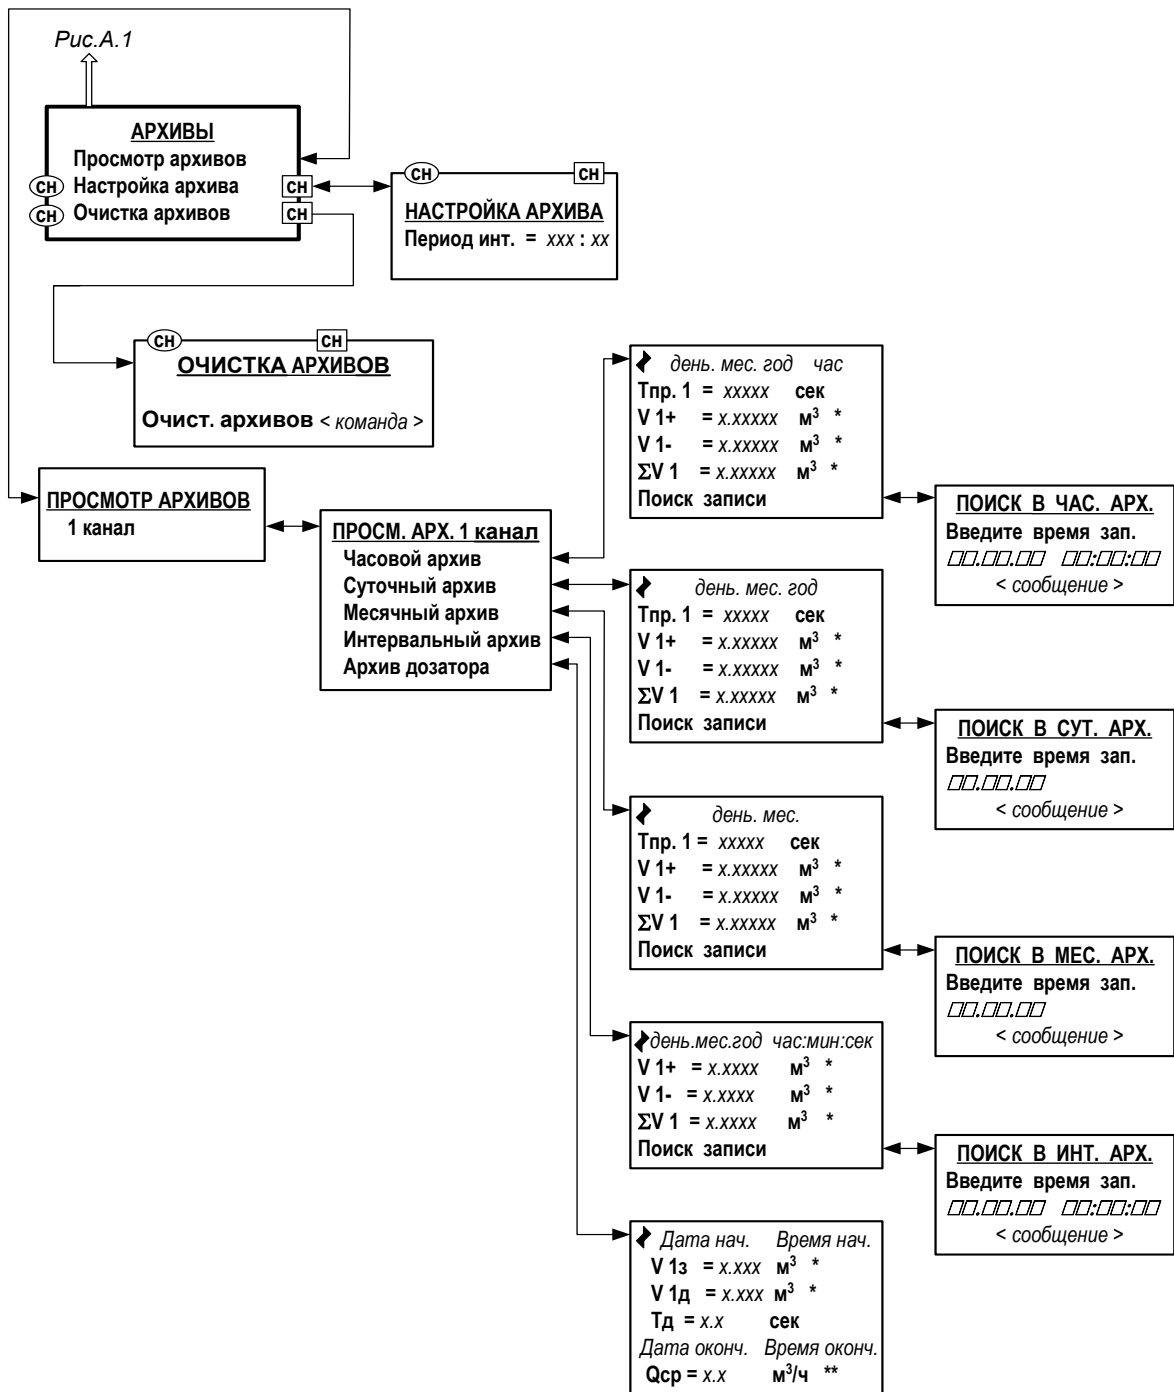 Рис.А.1
АРХИВЫ
Просмотр архивов
СН Настройка архива СН
СН Очистка архивов СН
СН СН
НАСТРОЙКА АРХИВА
Период инт. = xxx : xx
СН СН
ОЧИСТКА АРХИВОВ
Очист. архивов < команда >
ПРОСМОТР АРХИВОВ
1 канал
ПРОСМ. АРХ. 1 канал
Часовой архив
Суточный архив
Месячный архив
Интервальный архив
Архив дозатора
день. мес. год час
Тпр. 1 = xxxxx сек
V 1+ = x.xxxxx м³ *
V 1- = x.xxxxx м³ *
ΣV 1 = x.xxxxx м³ *
Поиск записи
ПОИСК В ЧАС. АРХ.
Введите время зап.
00.00.00 00:00:00
< сообщение >
день. мес. год
Тпр. 1 = xxxxx сек
V 1+ = x.xxxxx м³ *
V 1- = x.xxxxx м³ *
ΣV 1 = x.xxxxx м³ *
Поиск записи
ПОИСК В СУТ. АРХ.
Введите время зап.
00.00.00
< сообщение >
день. мес.
Тпр. 1 = xxxxx сек
V 1+ = x.xxxxx м³ *
V 1- = x.xxxxx м³ *
ΣV 1 = x.xxxxx м³ *
Поиск записи
ПОИСК В МЕС. АРХ.
Введите время зап.
00.00.00
< сообщение >
день.мес.год час:мин:сек
V 1+ = x.xxxx м³ *
V 1- = x.xxxx м³ *
ΣV 1 = x.xxxx м³ *
Поиск записи
ПОИСК В ИНТ. АРХ.
Введите время зап.
00.00.00 00:00:00
< сообщение >
Дата нач. Время нач.
V 1з = x.xxx м³ *
V 1д = x.xxx м³ *
Тд = x.x сек
Дата оконч. Время оконч.
Qср = x.x м³/ч **